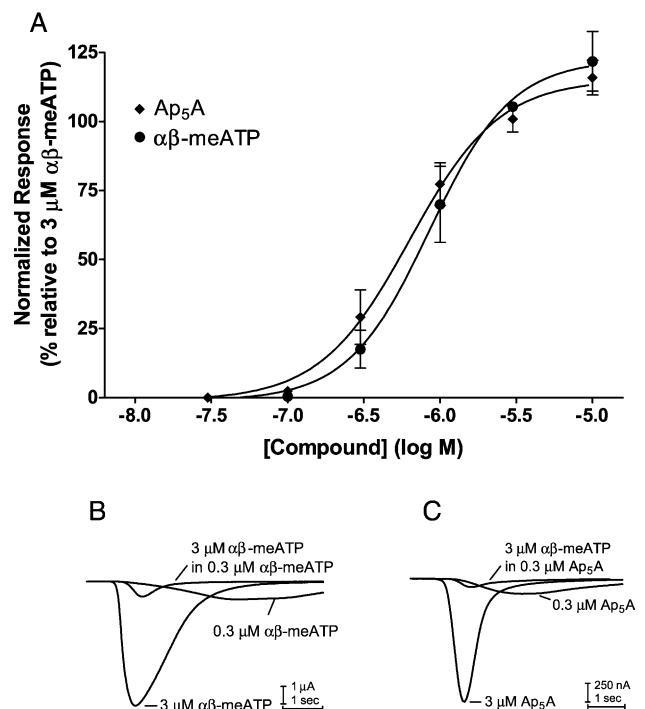 A
Normalized Response
(% relative to 3 μM αβ-meATP)
125
100
75
50
25
0
Ap5A
αβ-meATP
-8.0 -7.5 -7.0 -6.5 -6.0 -5.5 -5.0
[Compound] (log M)
B
3 μM αβ-meATP
in 0.3 μM αβ-meATP
0.3 μM αβ-meATP
3 μM αβ-meATP
1 μA
1 sec
C
3 μM αβ-meATP
in 0.3 μM Ap5A
0.3 μM Ap5A
3 μM Ap5A
250 nA
1 sec